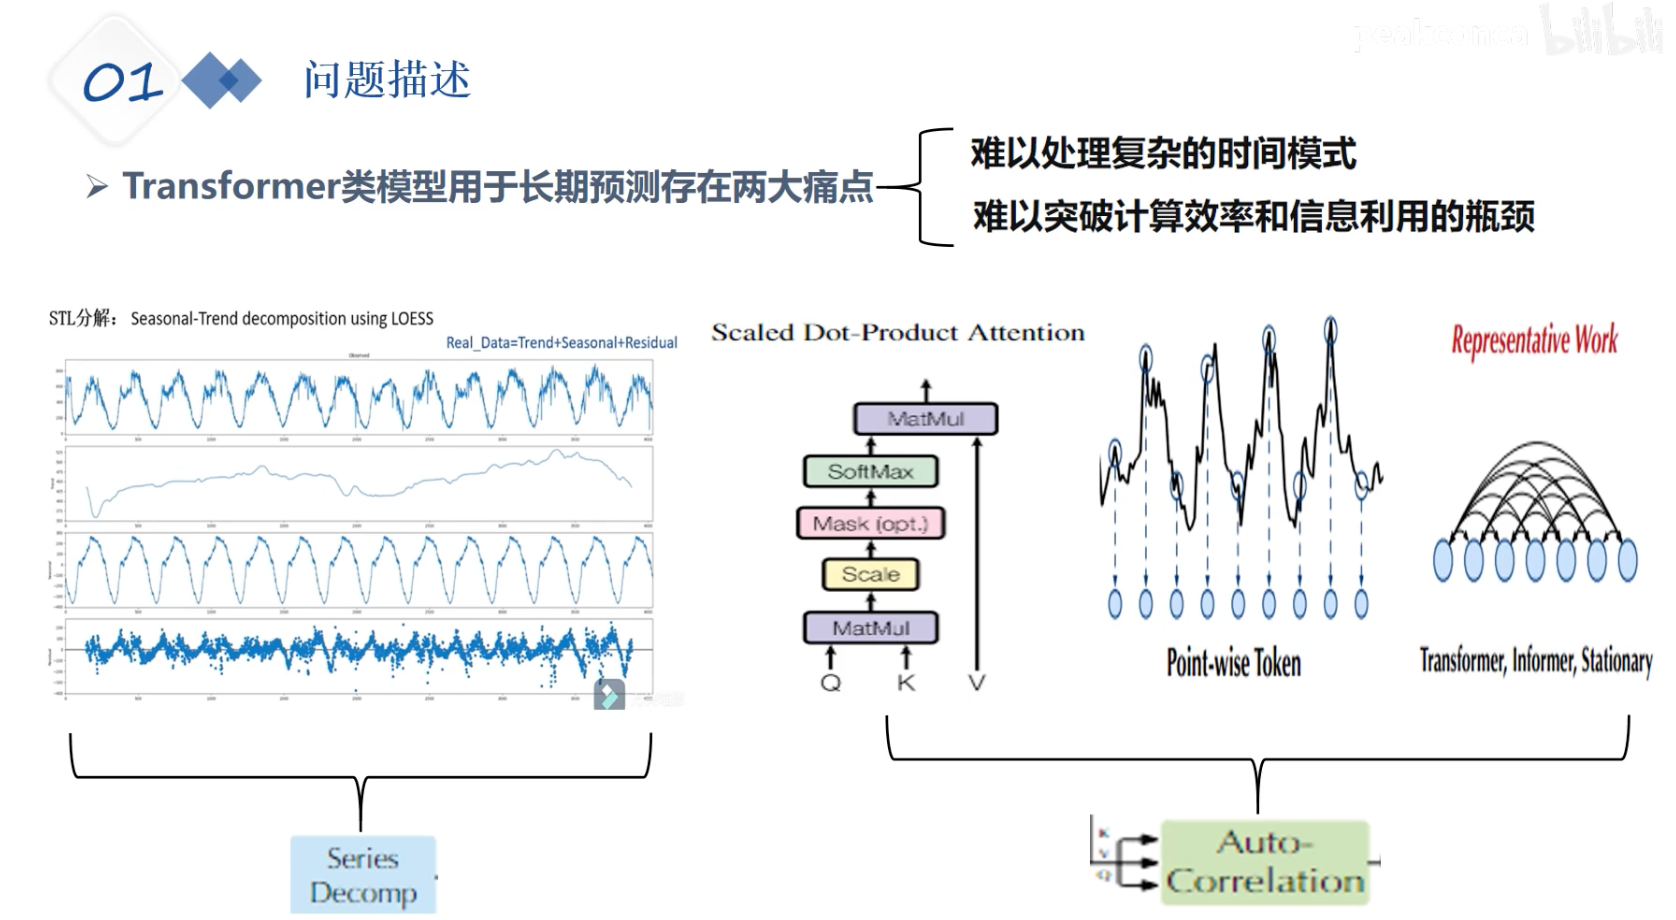 peakconca bilibili
01 问题描述
➢ Transformer类模型用于长期预测存在两大痛点
难以处理复杂的时间模式
难以突破计算效率和信息利用的瓶颈
STL分解： Seasonal-Trend decomposition using LOESS
Real_Data=Trend+Seasonal+Residual
Observed
Scaled Dot-Product Attention
MatMul
SoftMax
Mask (opt.)
Scale
MatMul
Q K V
Point-wise Token
Representative Work
Transformer, Informer, Stationary
Series
Decomp
K
V
Q
Auto-
Correlation